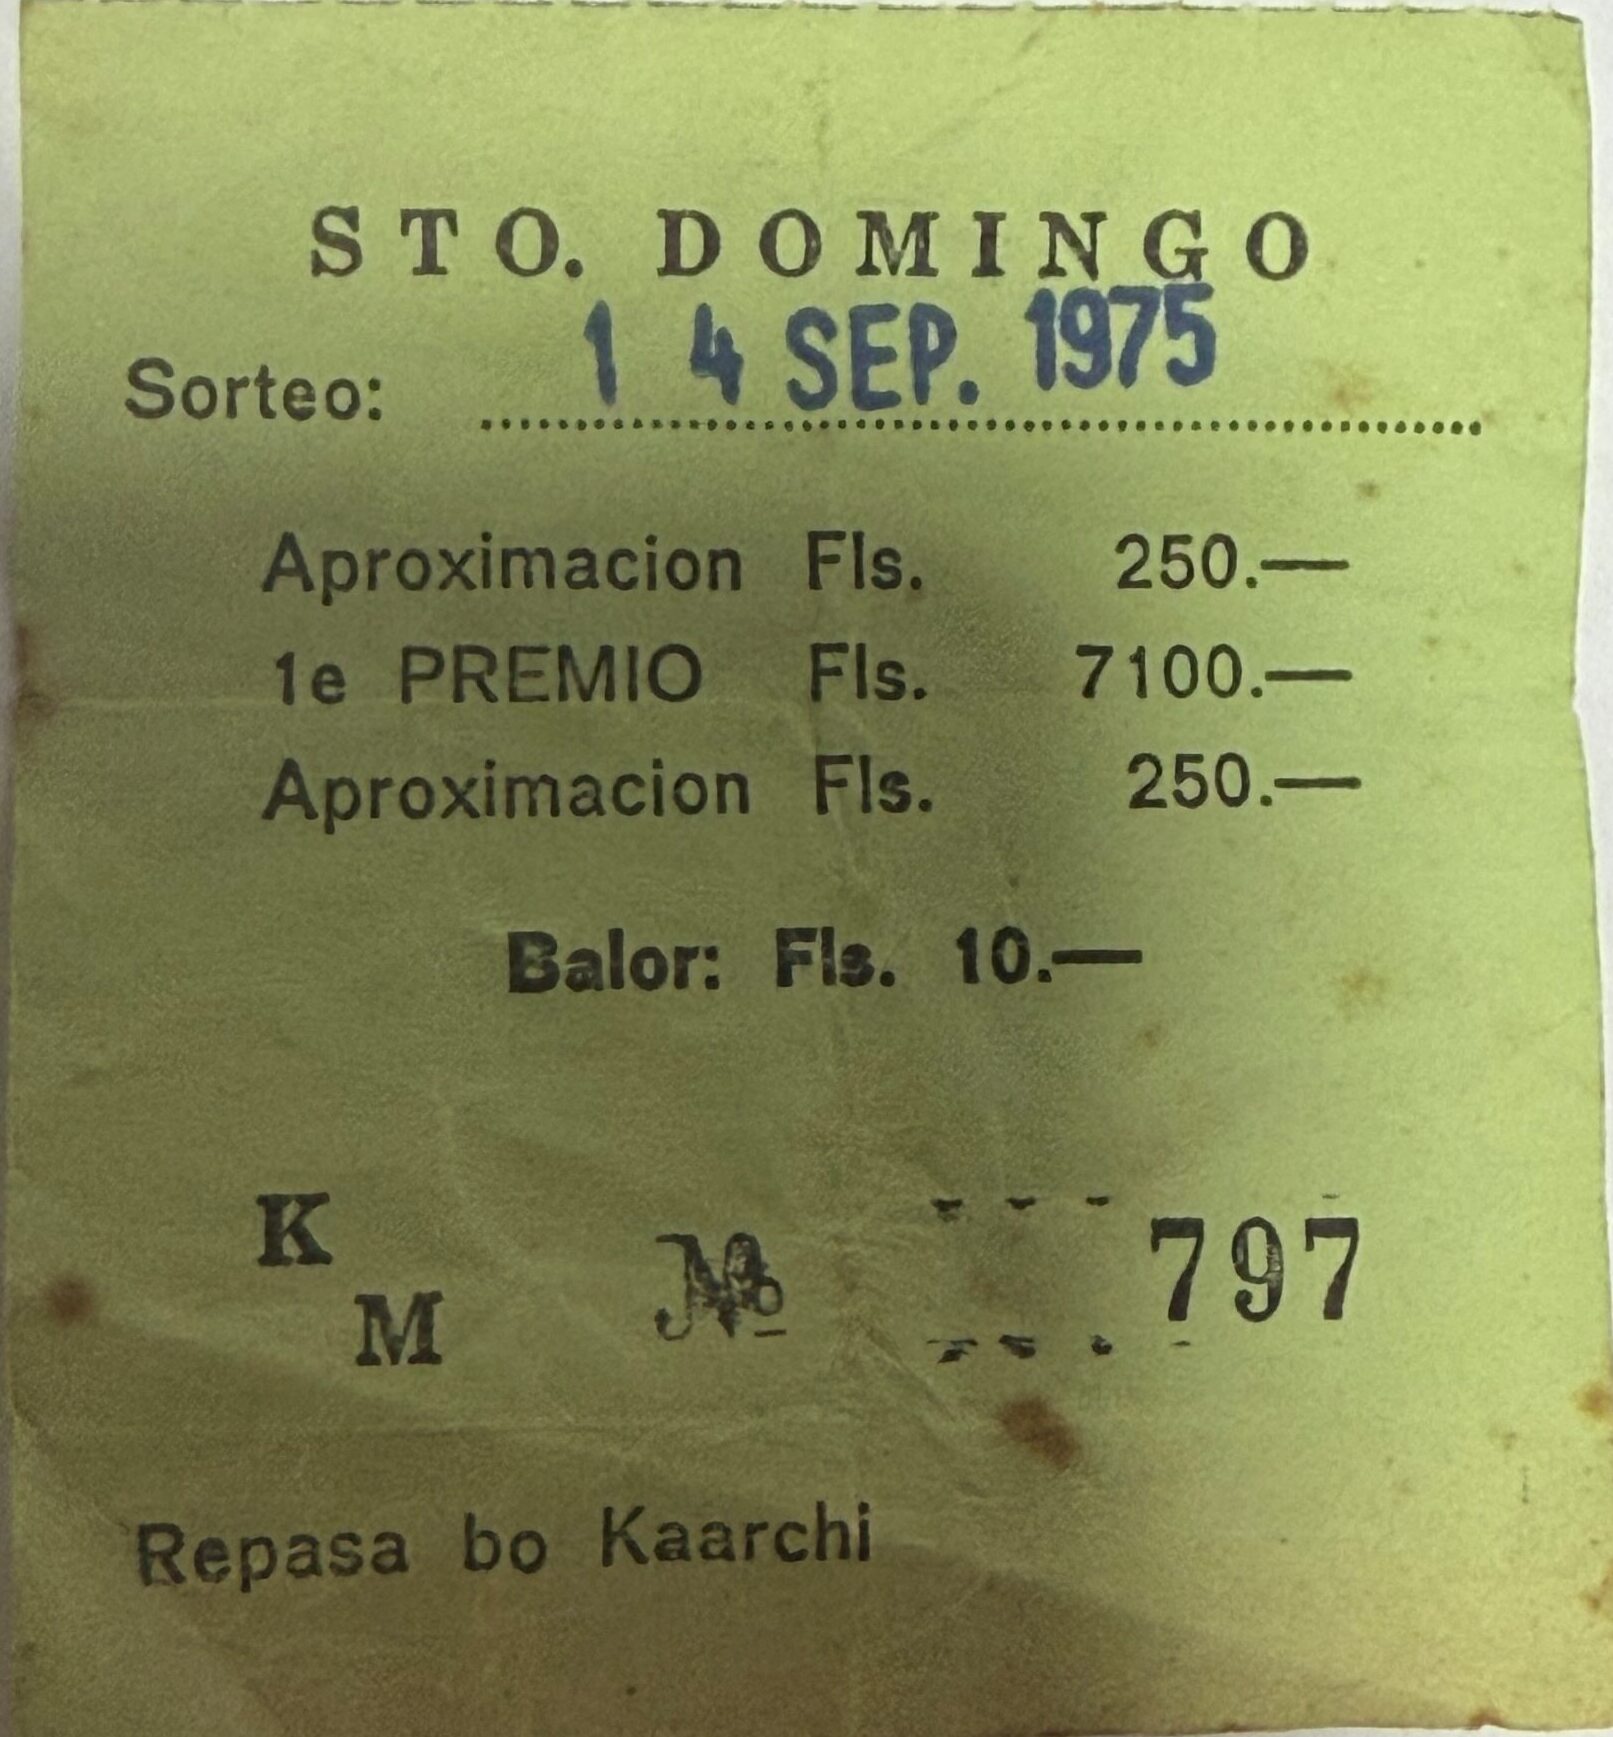 STO. DOMINGO
Sorteo: 14 SEP. 1975
Aproximacion Fls. 250.—
1e PREMIO Fls. 7100.—
Aproximacion Fls. 250.—
Balor: Fls. 10.—
K
M № 797
Repasa bo Kaarchi